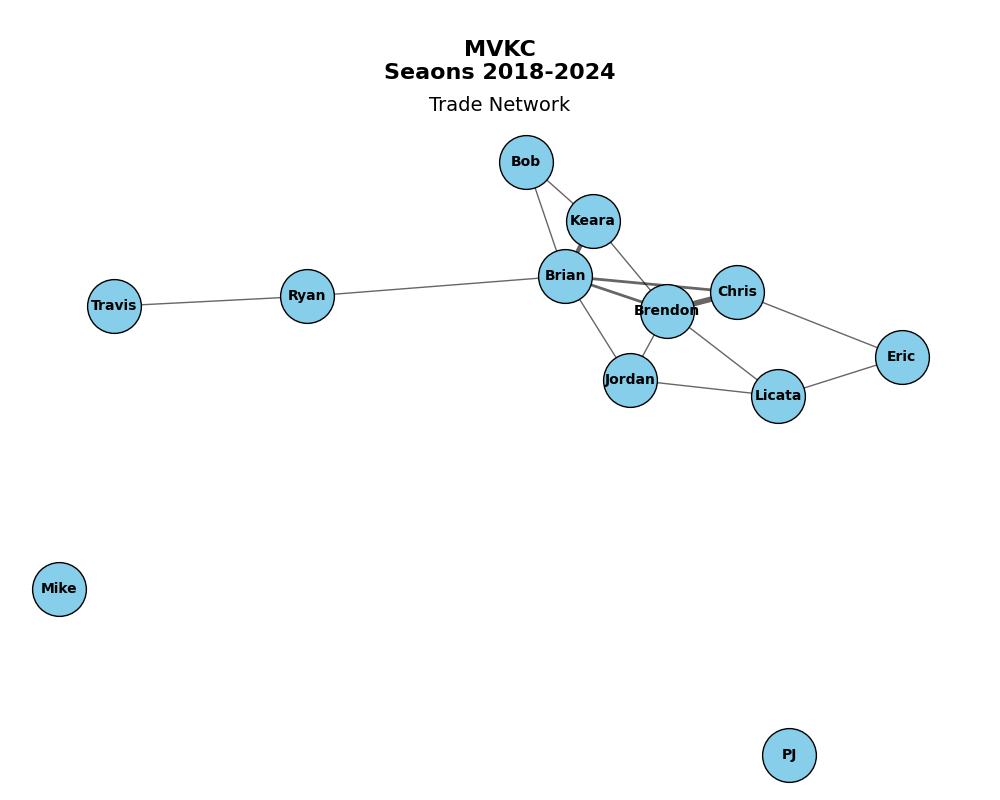 MVKC
Seaons 2018-2024
Trade Network
Bob
Keara
Brian
Chris
Ryan
Travis
Brendon
Eric
Jordan
Licata
Mike
PJ